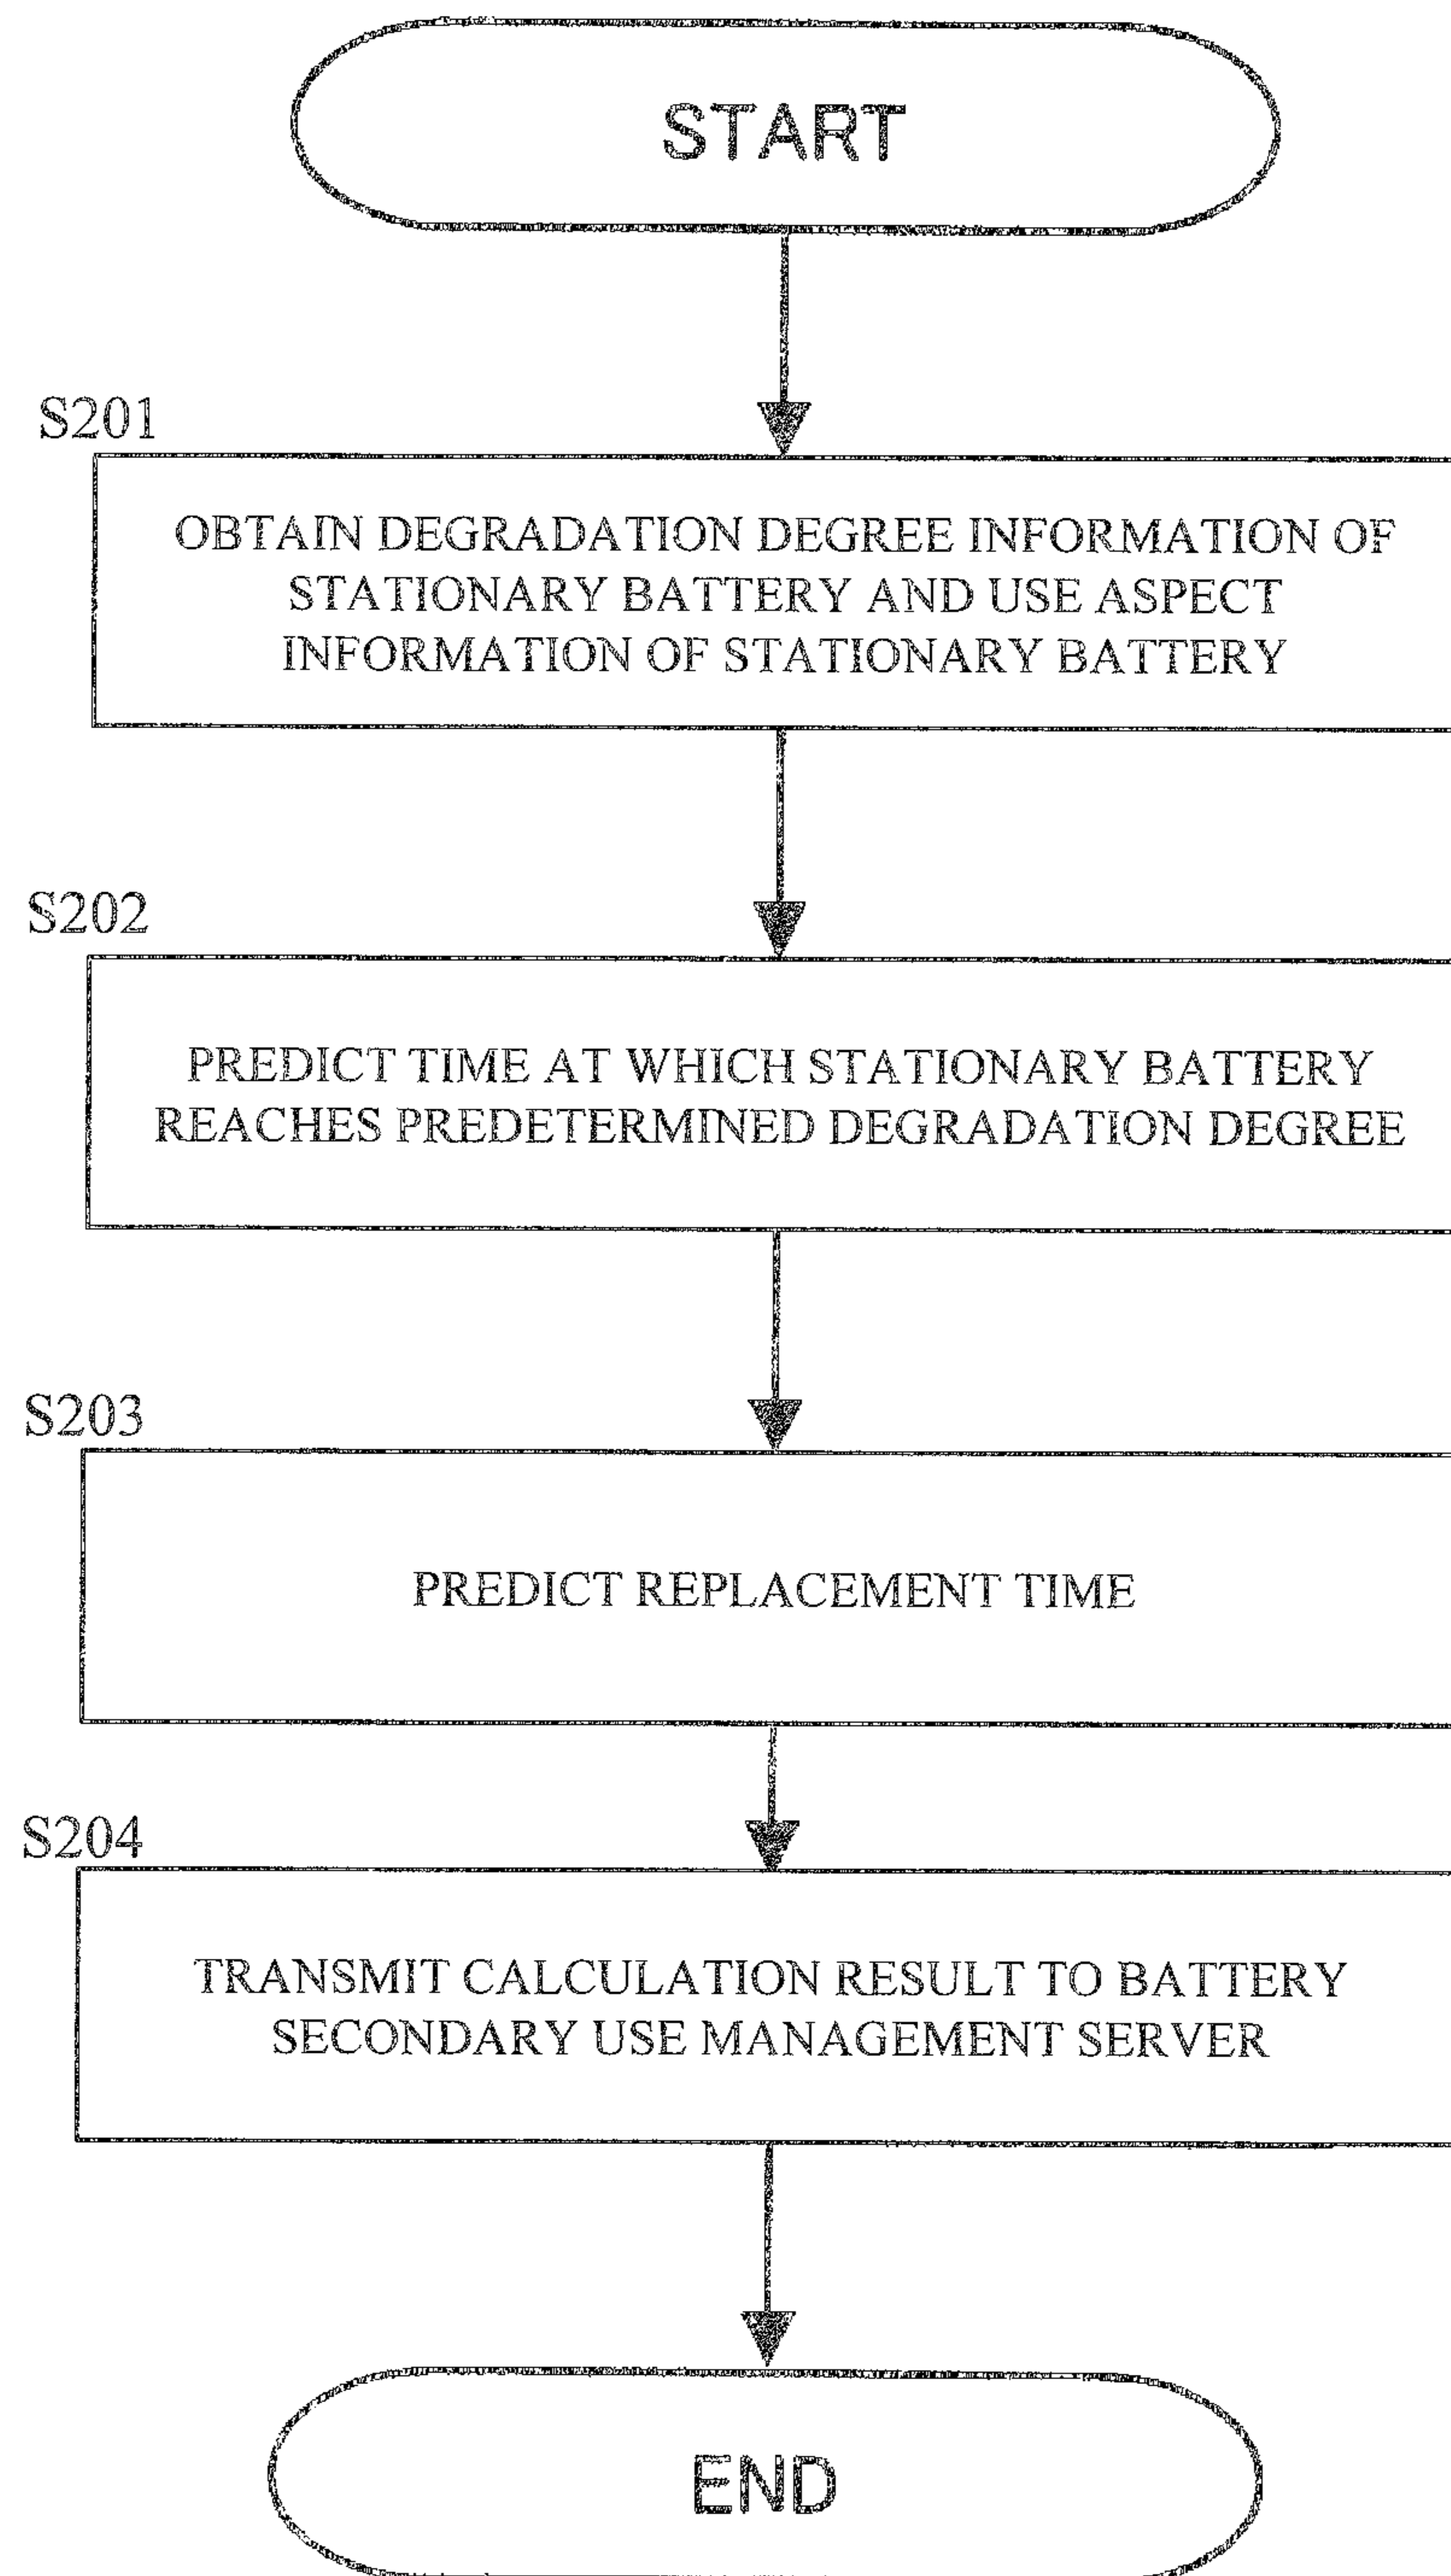 START
S201
OBTAIN DEGRADATION DEGREE INFORMATION OF
STATIONARY BATTERY AND USE ASPECT
INFORMATION OF STATIONARY BATTERY
S202
PREDICT TIME AT WHICH STATIONARY BATTERY
REACHES PREDETERMINED DEGRADATION DEGREE
S203
PREDICT REPLACEMENT TIME
S204
TRANSMIT CALCULATION RESULT TO BATTERY
SECONDARY USE MANAGEMENT SERVER
END